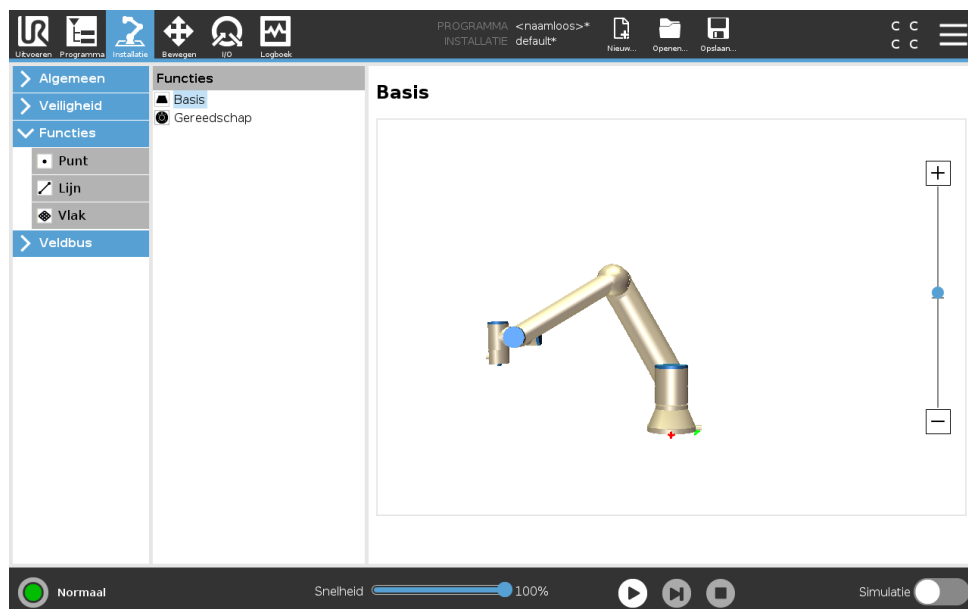 Uitvoeren Programma Installatie Bewegen I/O Logboek
PROGRAMMA <naamloos>*
INSTALLATIE default*
Nieuw... Openen... Opslaan...
C C
C C
Algemeen
Veiligheid
Functies
Punt
Lijn
Vlak
Veldbus
Functies
Basis
Gereedschap
Basis
Normaal
Snelheid 100%
Simulatie